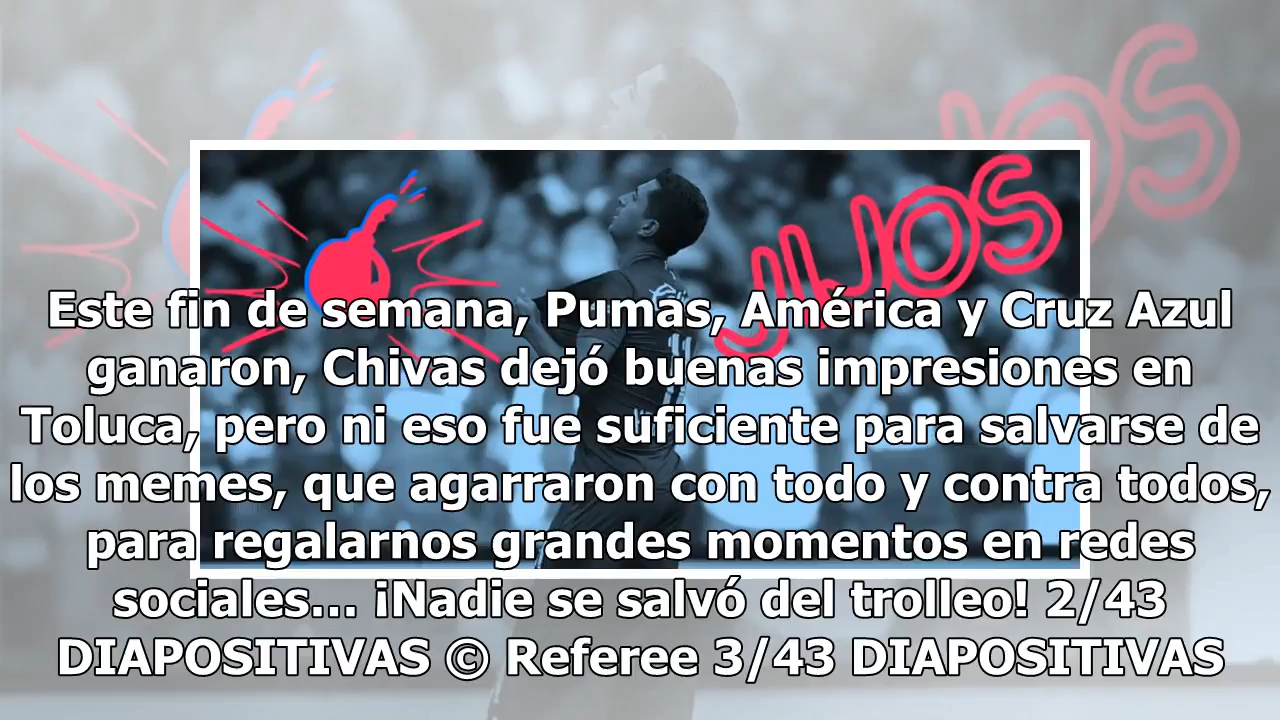 JIJOS
Este fin de semana, Pumas, América y Cruz Azul
ganaron, Chivas dejó buenas impresiones en
Toluca, pero ni eso fue suficiente para salvarse de
los memes, que agarraron con todo y contra todos,
para regalarnos grandes momentos en redes
sociales... ¡Nadie se salvó del trolleo! 2/43
DIAPOSITIVAS © Referee 3/43 DIAPOSITIVAS